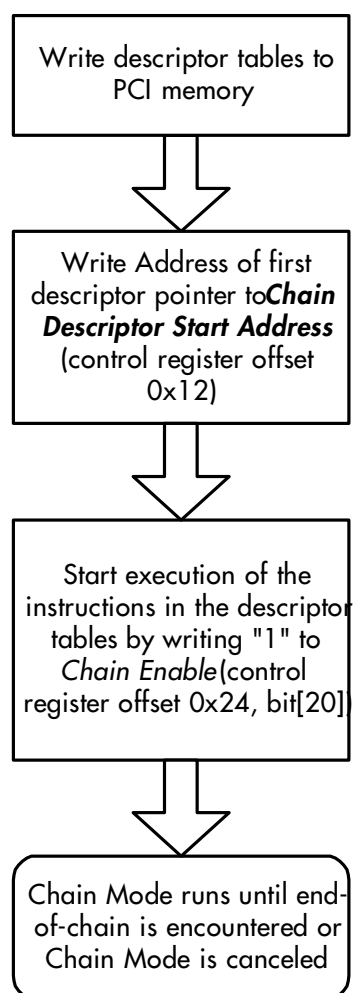 Write descriptor tables to
PCI memory
Write Address of first
descriptor pointer toChain
Descriptor Start Address
(control register offset
0x12)
Start execution of the
instructions in the descriptor
tables by writing "1" to
Chain Enable(control
register offset 0x24, bit[20])
Chain Mode runs until end-
of-chain is encountered or
Chain Mode is canceled